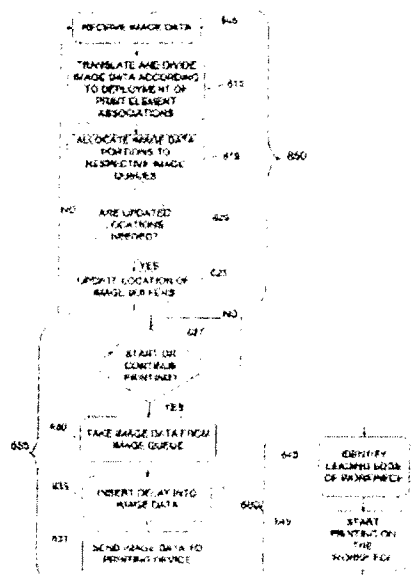 RECEIVE IMAGE DATA
TRANSLATE AND DIVIDE
IMAGE DATA ACCORDING
TO DEPLOYMENT OF
PRINT ELEMENT
ASSOCIATIONS
ALLOCATE IMAGE DATA
PORTIONS TO
RESPECTIVE IMAGE
QUEUES
650
NO
ARE UPDATED
LOCATIONS
NEEDED?
YES
UPDATE LOCATION OF
IMAGE BUFFERS
NO
START OR
CONTINUE
PRINTING?
YES
TAKE IMAGE DATA FROM
IMAGE QUEUE
INSERT DELAY INTO
IMAGE DATA
SEND IMAGE DATA TO
PRINTING DEVICE
655
IDENTIFY
LEADING EDGE
OF WORKPIECE
START
PRINTING ON
THE
WORKPIECE